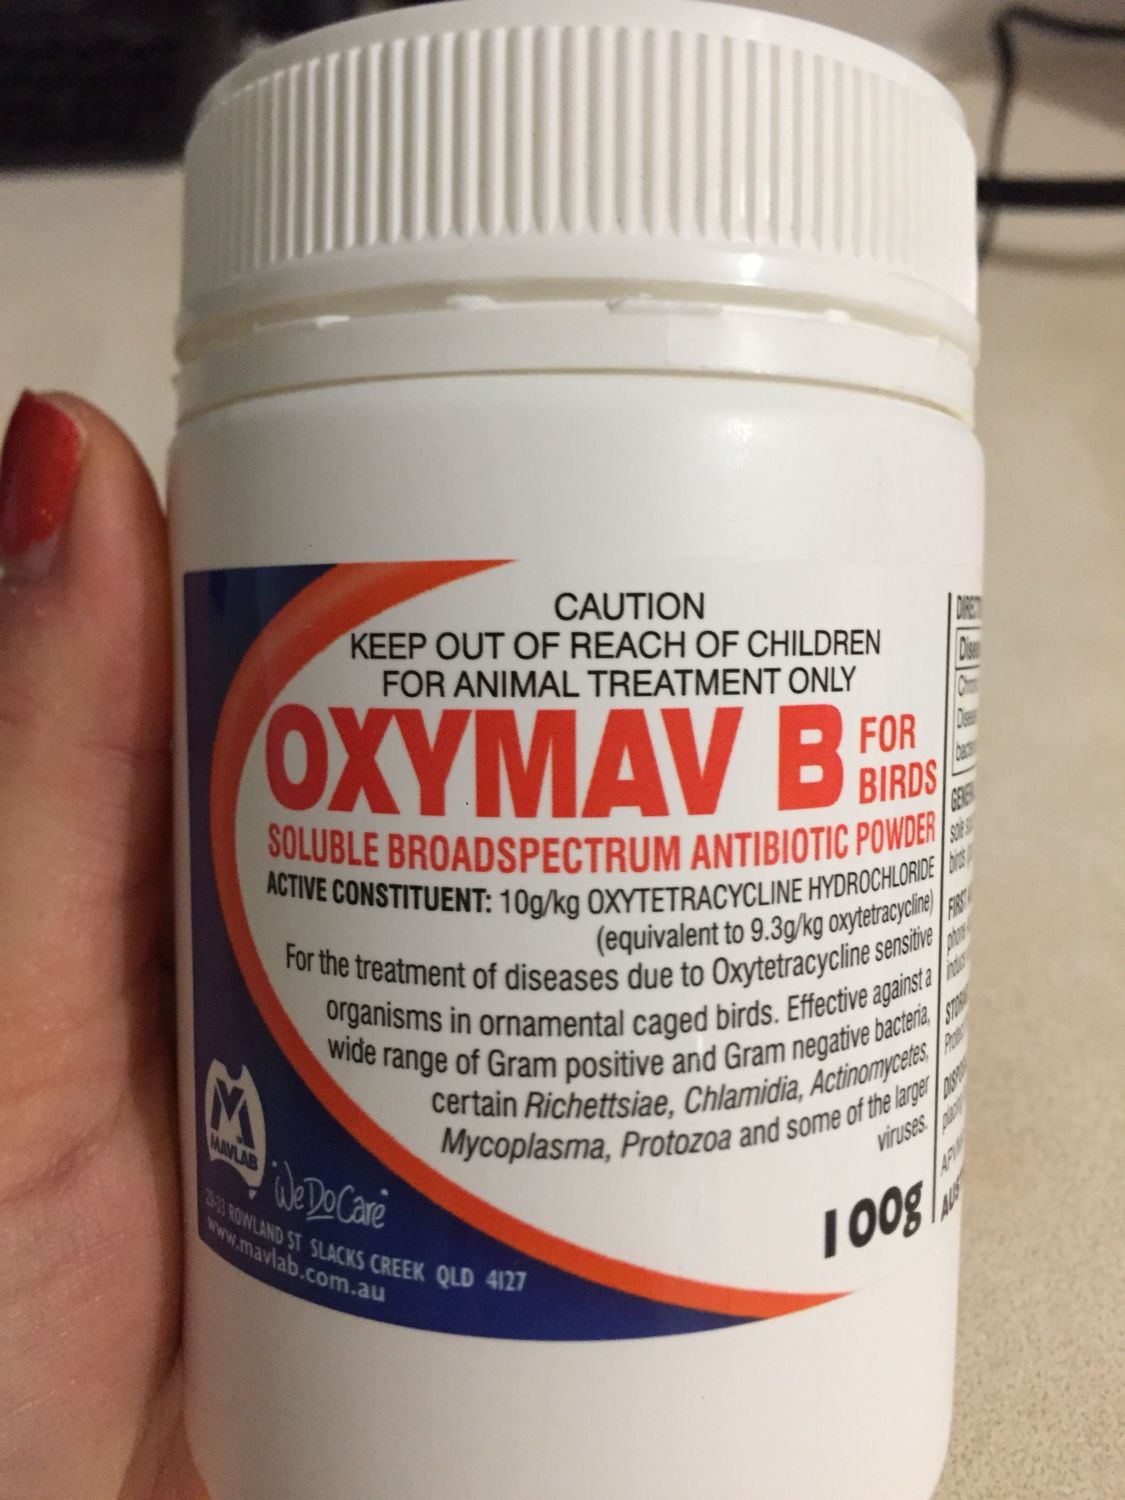 CAUTION
KEEP OUT OF REACH OF CHILDREN
FOR ANIMAL TREATMENT ONLY
OXYMAV B FOR BIRDS
SOLUBLE BROADSPECTRUM ANTIBIOTIC POWDER
ACTIVE CONSTITUENT: 10g/kg OXYTETRACYCLINE HYDROCHLORIDE
(equivalent to 9.3g/kg oxytetracycline)
For the treatment of diseases due to Oxytetracycline sensitive
organisms in ornamental caged birds. Effective against a
wide range of Gram positive and Gram negative bacteria,
certain Richettsiae, Chlamidia, Actinomycetes,
Mycoplasma, Protozoa and some of the larger
viruses.
100g
MAVLAB
We Do Care
ROWLAND ST SLACKS CREEK QLD 4127
www.mavlab.com.au